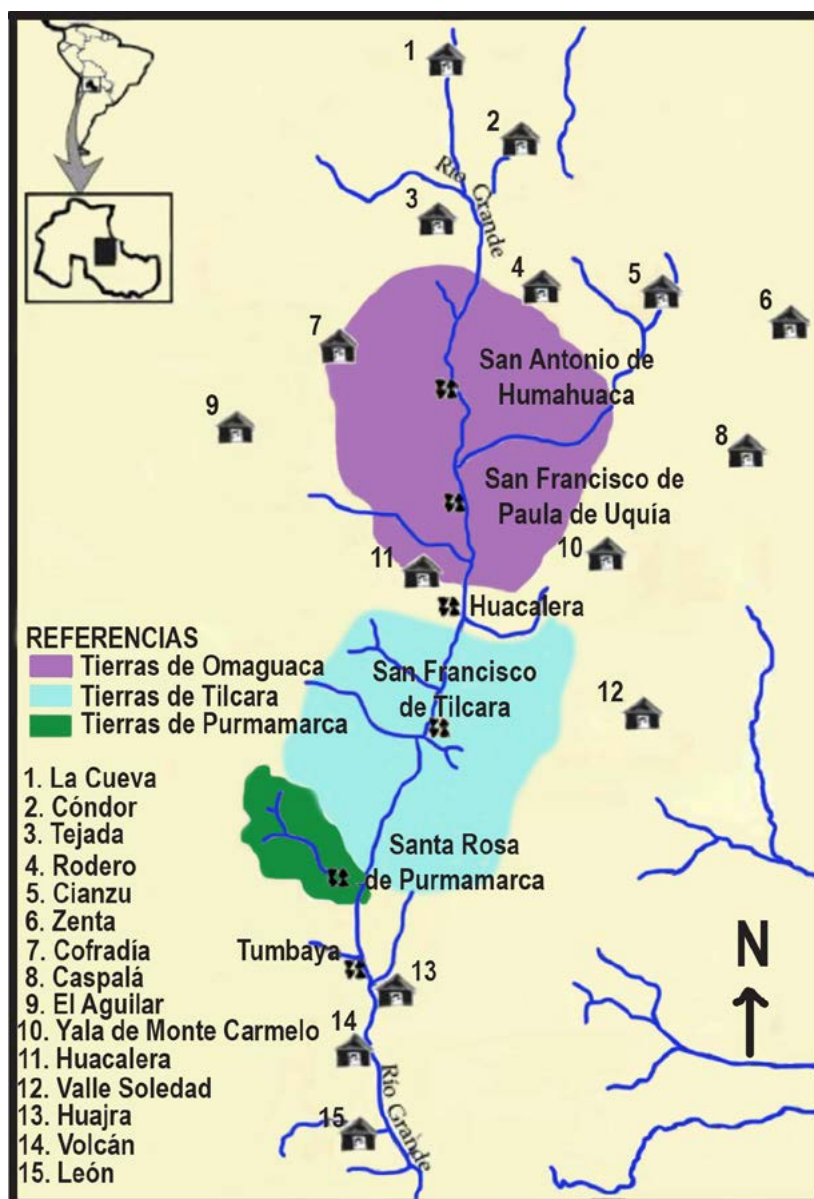 1
2
Río Grande
3
4
5
6
7
San Antonio de
Humahuaca
9
8
San Francisco de
Paula de Uquía
10
11
Huacalera
REFERENCIAS
Tierras de Omaguaca
Tierras de Tilcara
Tierras de Purmamarca
San Francisco
de Tilcara
12
1. La Cueva
2. Cóndor
3. Tejada
4. Rodero
5. Cianzu
6. Zenta
7. Cofradía
8. Caspalá
9. El Aguilar
10. Yala de Monte Carmelo
11. Huacalera
12. Valle Soledad
13. Huajra
14. Volcán
15. León
Santa Rosa
de Purmamarca
Tumbaya
13
14
Río Grande
15
N